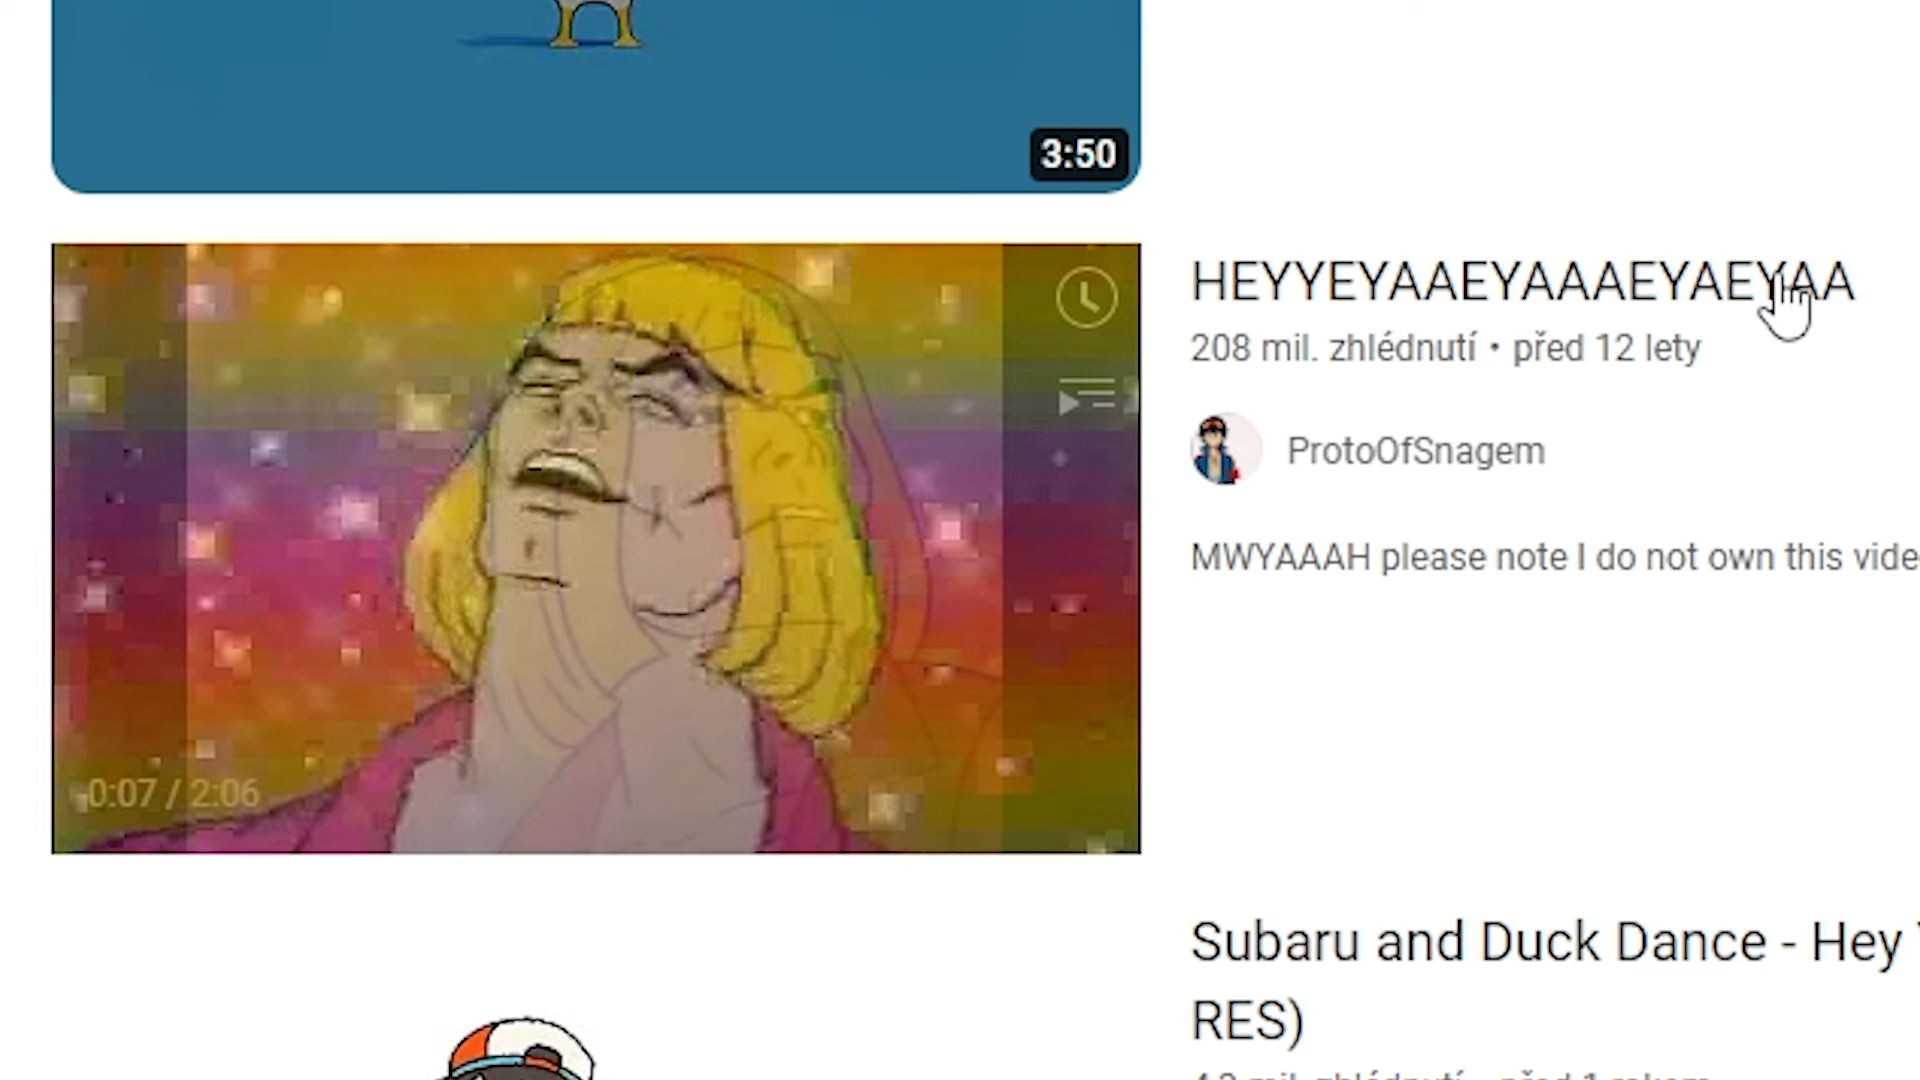 3:50
HEYYEYAAEYAAAEYAEYAA
208 mil. zhlédnutí • před 12 lety
ProtoOfSnagem
MWYAAAH please note I do not own this
0:07 / 2:06
Subaru and Duck Dance - Hey
RES)